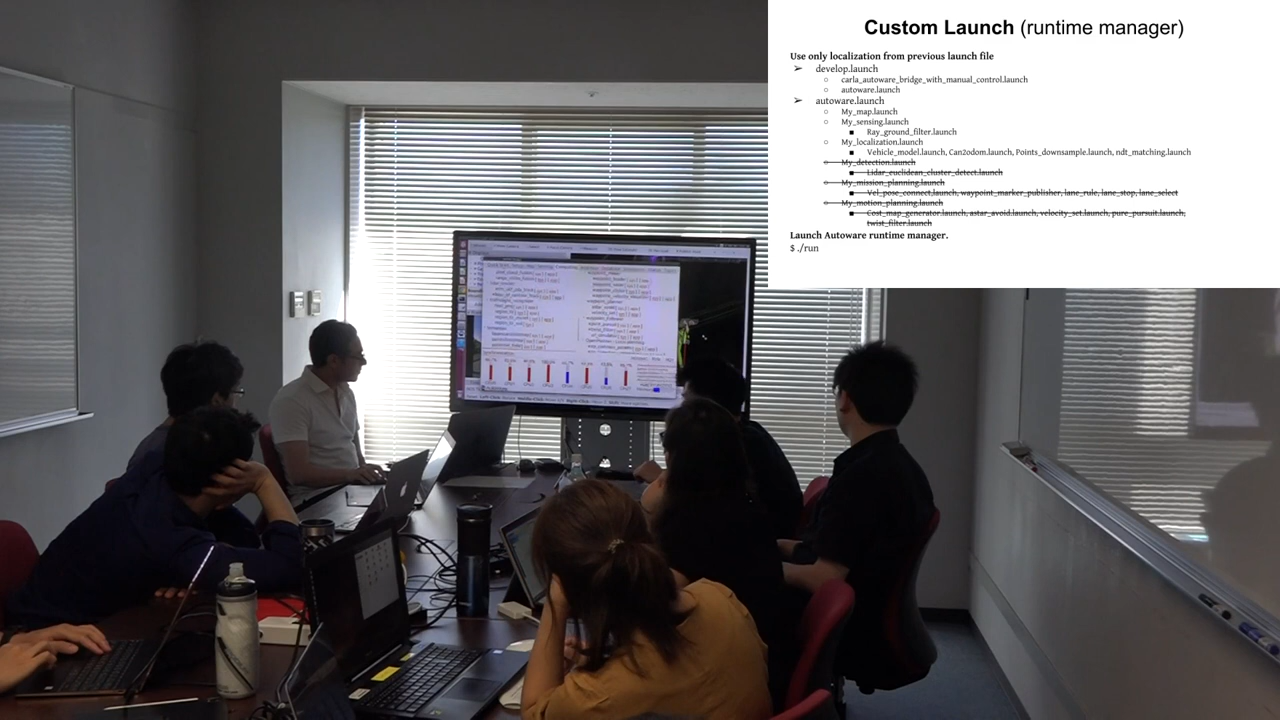 Custom Launch (runtime manager)
Use only localization from previous launch file
➢ develop.launch
○ carla_autoware_bridge_with_manual_control.launch
○ autoware.launch
➢ autoware.launch
○ My_map.launch
○ My_sensing.launch
■ Ray_ground_filter.launch
○ My_localization.launch
■ Vehicle_model.launch, Can2odom.launch, Points_downsample.launch, ndt_matching.launch
○ My_detection.launch
■ Lidar_euclidean_cluster_detect.launch
○ My_mission_planning.launch
■ Vel_pose_connect.launch, waypoint_marker_publisher, lane_rule, lane_stop, lane_select
○ My_motion_planning.launch
■ Cost_map_generator.launch, astar_avoid.launch, velocity_set.launch, pure_pursuit.launch,
twist_filter.launch
Launch Autoware runtime manager.
$ ./run